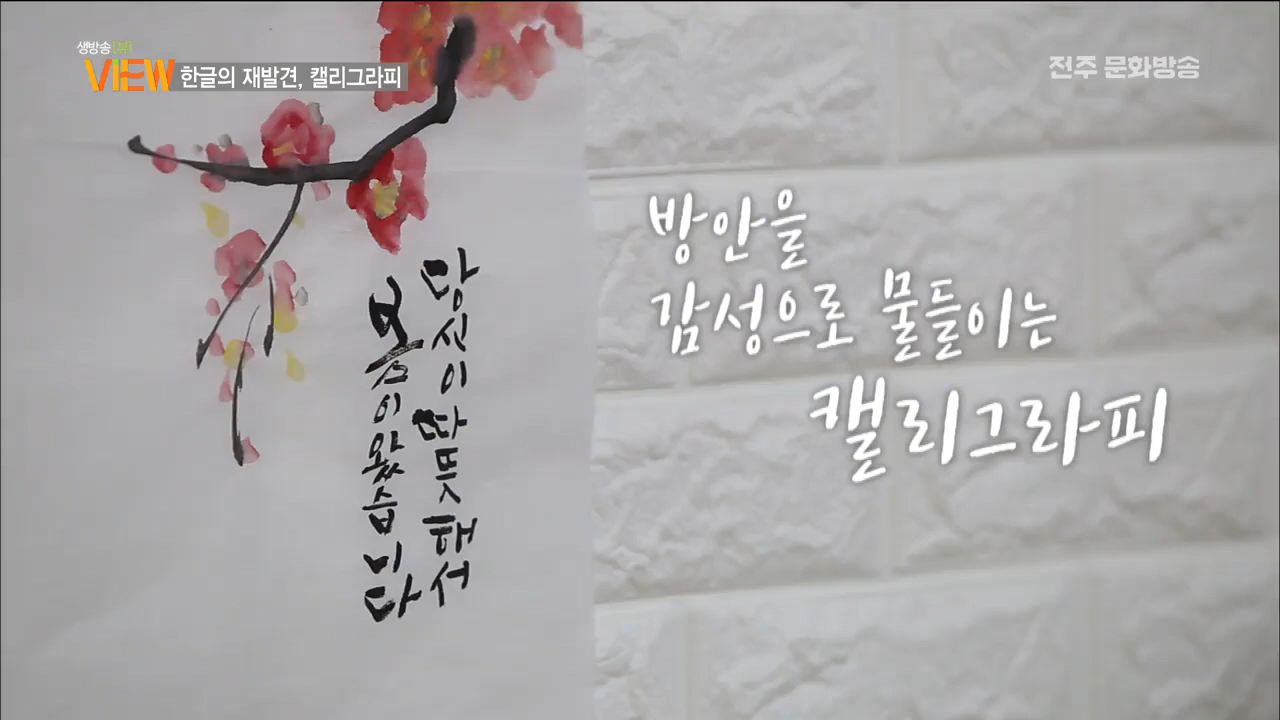 생방송 [뷰]
VIEW 한글의 재발견, 캘리그라피
전주 문화방송
당신이 따뜻해서
봄이 왔습니다
방안을
감성으로 물들이는
캘리그라피